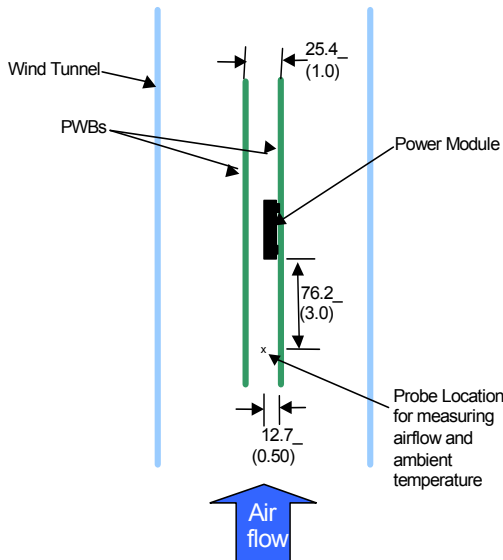 25.4_
(1.0)
Wind Tunnel
PWBs
Power Module
76.2_
(3.0)
x
Probe Location
for measuring
airflow and
ambient
temperature
12.7_
(0.50)
Air
flow